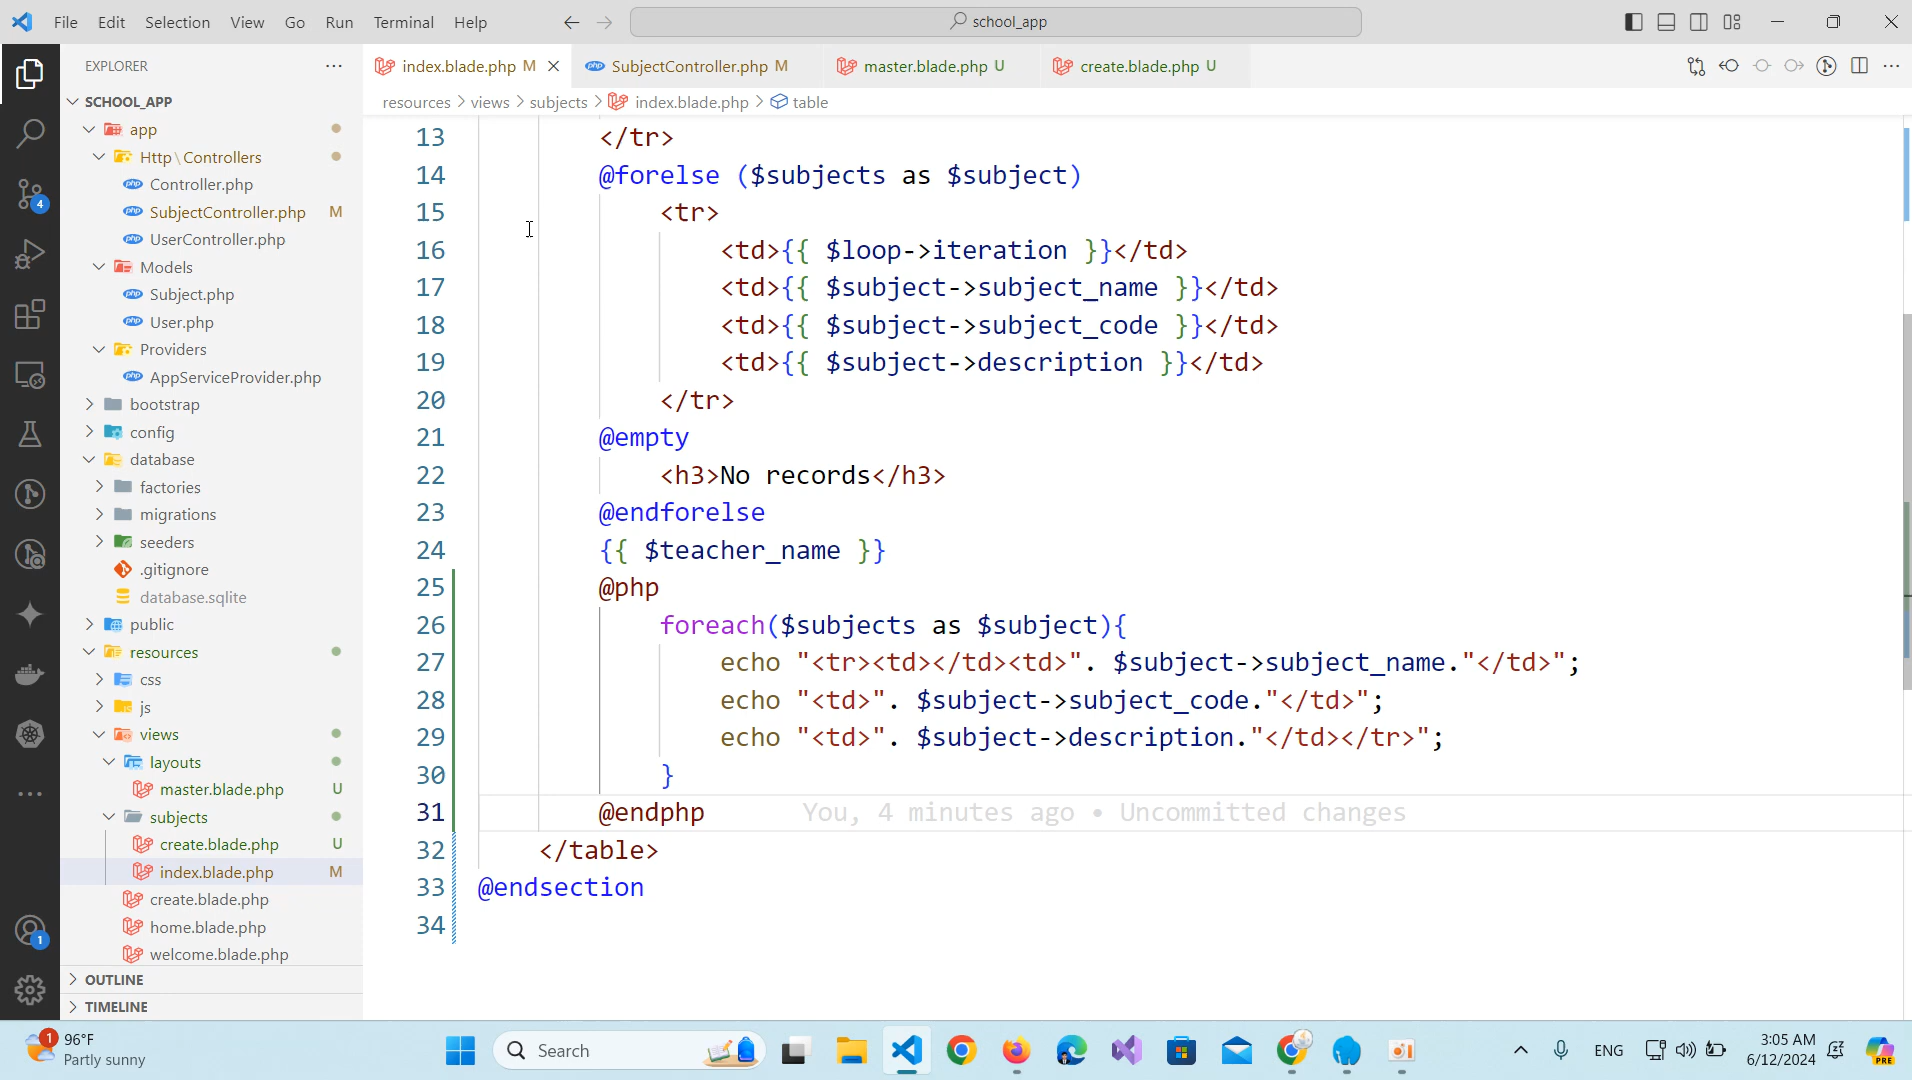 File Edit Selection View Go Run Terminal Help
school_app
EXPLORER
index.blade.php M
SubjectController.php M
master.blade.php U
create.blade.php U
resources > views > subjects > index.blade.php > table
SCHOOL_APP
app
Http \ Controllers
Controller.php
SubjectController.php M
UserController.php
Models
Subject.php
User.php
Providers
AppServiceProvider.php
bootstrap
config
database
factories
migrations
seeders
.gitignore
database.sqlite
public
resources
css
js
views
layouts
master.blade.php U
subjects
create.blade.php U
index.blade.php M
create.blade.php
home.blade.php
welcome.blade.php
OUTLINE
TIMELINE
4
1
13 </tr>
14 @forelse ($subjects as $subject)
15 <tr>
16 <td>{{ $loop->iteration }}</td>
17 <td>{{ $subject->subject_name }}</td>
18 <td>{{ $subject->subject_code }}</td>
19 <td>{{ $subject->description }}</td>
20 </tr>
21 @empty
22 <h3>No records</h3>
23 @endforelse
24 {{ $teacher_name }}
25 @php
26 foreach($subjects as $subject){
27 echo "<tr><td></td><td>". $subject->subject_name."</td>";
28 echo "<td>". $subject->subject_code."</td>";
29 echo "<td>". $subject->description."</td></tr>";
30 }
31 @endphp You, 4 minutes ago • Uncommitted changes
32 </table>
33 @endsection
34
1
96°F
Partly sunny
Search
ENG
3:05 AM
6/12/2024
PRE